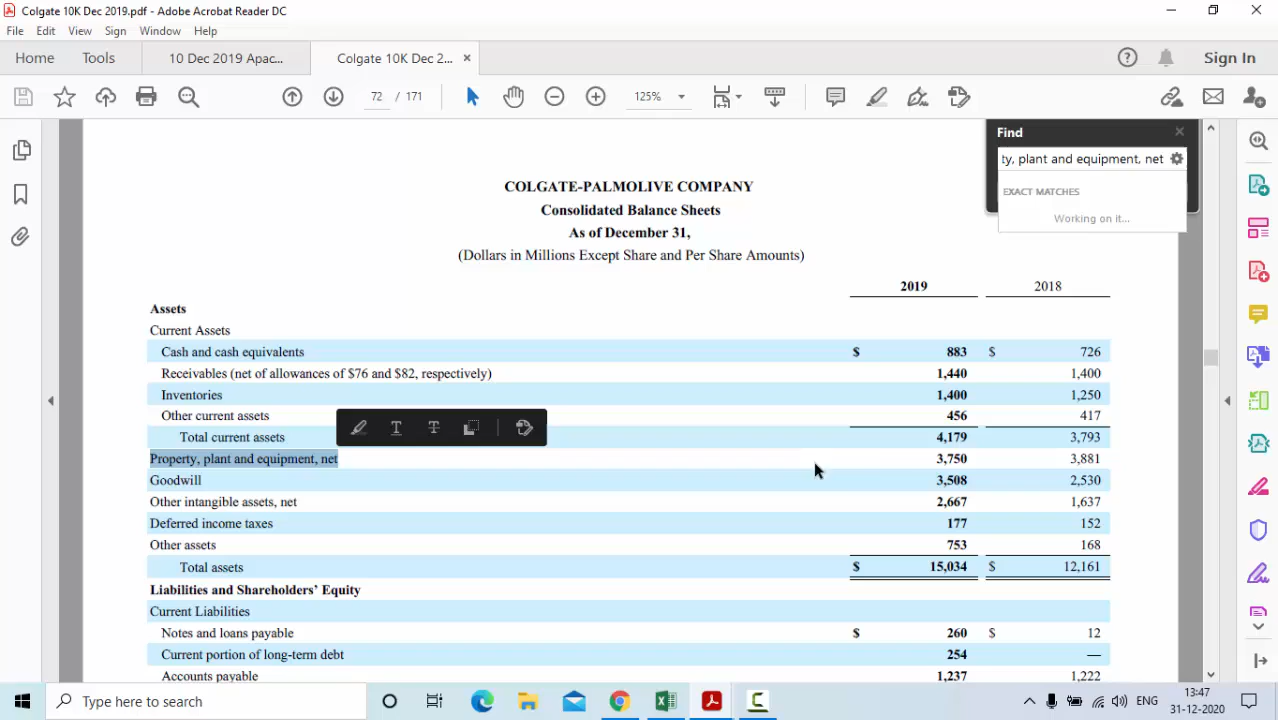 Colgate 10K Dec 2019.pdf - Adobe Acrobat Reader DC
File Edit View Sign Window Help
Home Tools 10 Dec 2019 Apac... Colgate 10K Dec 2... Sign In
72 / 171 125%
Find
ty, plant and equipment, net
EXACT MATCHES
Working on it...
COLGATE-PALMOLIVE COMPANY
Consolidated Balance Sheets
As of December 31,
(Dollars in Millions Except Share and Per Share Amounts)
2019 2018
Assets
Current Assets
Cash and cash equivalents $ 883 $ 726
Receivables (net of allowances of $76 and $82, respectively) 1,440 1,400
Inventories 1,400 1,250
Other current assets 456 417
Total current assets 4,179 3,793
Property, plant and equipment, net 3,750 3,881
Goodwill 3,508 2,530
Other intangible assets, net 2,667 1,637
Deferred income taxes 177 152
Other assets 753 168
Total assets $ 15,034 $ 12,161
Liabilities and Shareholders’ Equity
Current Liabilities
Notes and loans payable $ 260 $ 12
Current portion of long-term debt 254 —
Accounts payable 1,237 1,222
Type here to search
ENG
13:47
31-12-2020